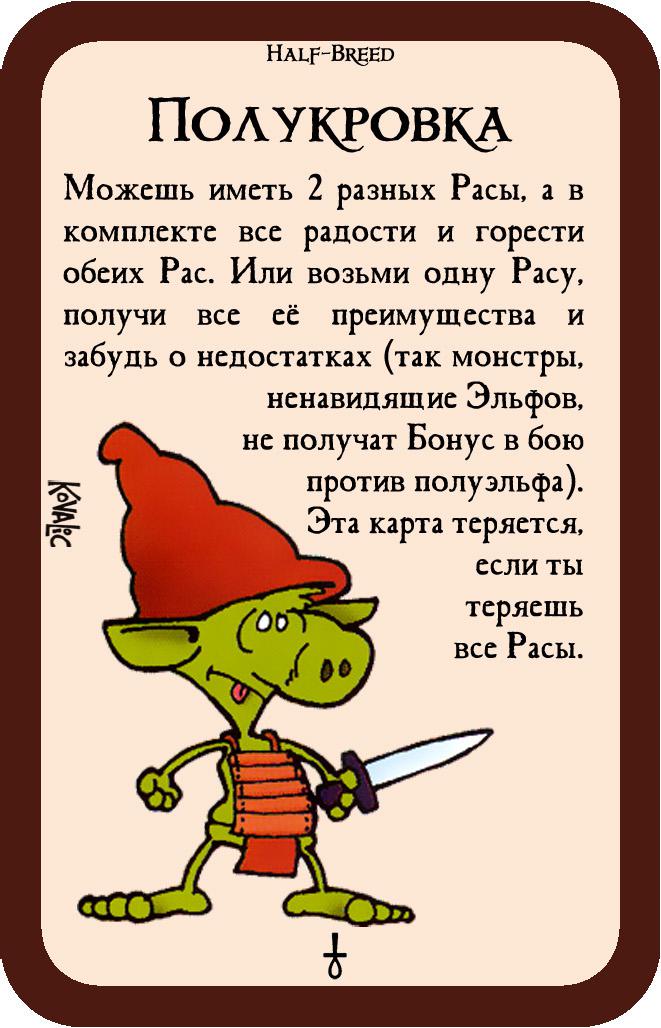 Half-Breed
Полукровка
Можешь иметь 2 разных Расы, а в
комплекте все радости и горести
обеих Рас. Или возьми одну Расу,
получи все её преимущества и
забудь о недостатках (так монстры,
ненавидящие Эльфов,
не получат Бонус в бою
против полуэльфа).
Эта карта теряется,
если ты
теряешь
все Расы.
Kovalic